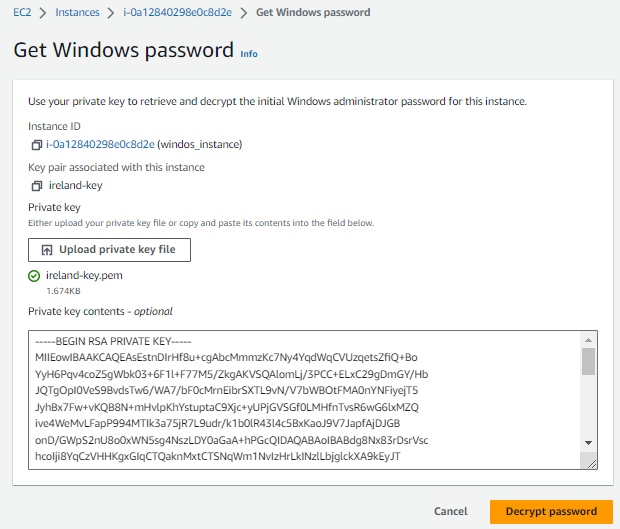 EC2 > Instances > i-0a12840298e0c8d2e > Get Windows password
Get Windows password Info
Use your private key to retrieve and decrypt the initial Windows administrator password for this instance.
Instance ID
i-0a12840298e0c8d2e (windos_instance)
Key pair associated with this instance
ireland-key
Private key
Either upload your private key file or copy and paste its contents into the field below.
Upload private key file
ireland-key.pem
1.674KB
Private key contents - optional
-----BEGIN RSA PRIVATE KEY-----
MIIEowIBAAKCAQEAsEstnDIrHf8u+cgAbcMmmzKc7Ny4YqdWqCVUzqetsZfiQ+Bo
YyH6Pqv4coZ5gWbk03+6F1l+F77M5/ZkgAKVSQAlomLj/3PCC+ELxC29gDmGY/Hb
JQTgOpI0VeS9BvdsTw6/WA7/bF0cMrnEibrSXTL9vN/V7bWBOtFMA0nYNFiyejT5
JyhBx7Fw+vKQB8N+mHvlpKhYstuptaC9Xjc+yUPjGVSGf0LMHfnTvsR6wG6lxMZQ
ive4WeMvLFapP994MTIk3a75jR7L9udr/k1b0lR43l4c5BxKaoJ9V7JapfAjDJGB
onD/GWpS2nU8o0xWN5sg4NszLDY0aGaA+hPGcQIDAQABAoIBABdg8Nx83rDsrVsc
hcoIji8YqCzVHHKgxGIqCTQaknMxtCTSNqWm1NvIzHrLkINzlLbjglckXA9kEyJT
Cancel
Decrypt password